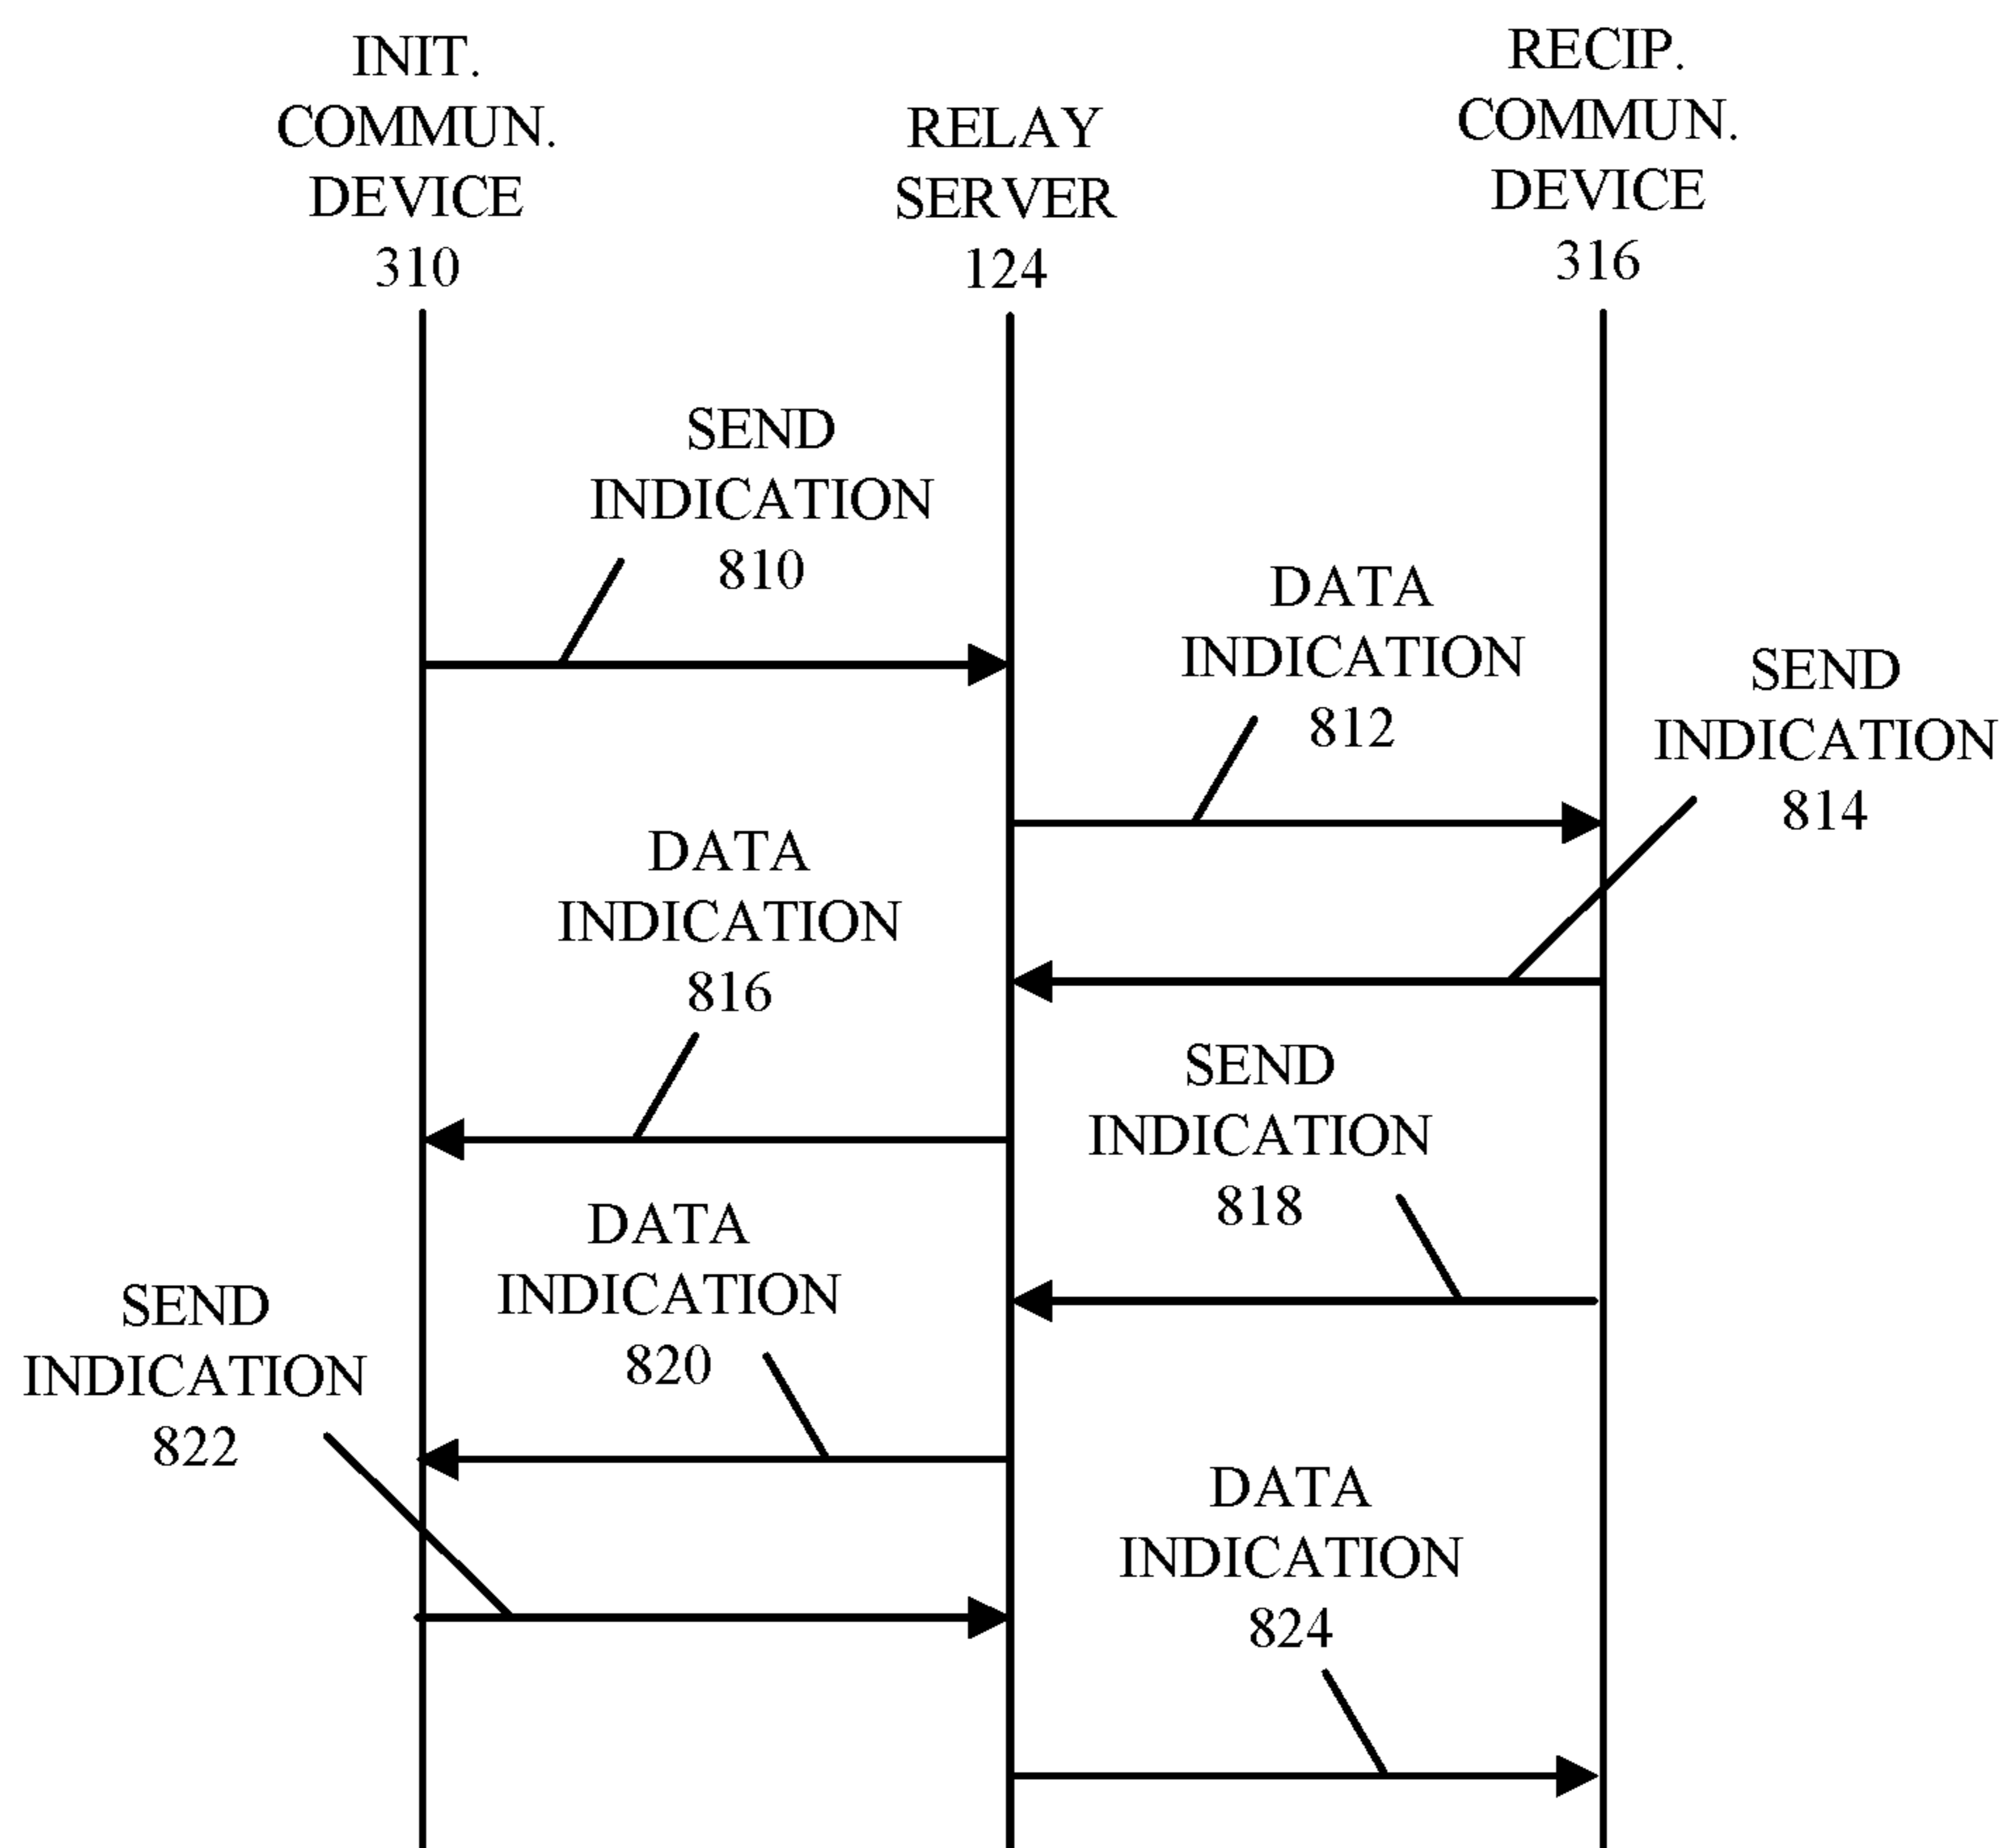 INIT.
COMMUN.
DEVICE
310
RELAY
SERVER
124
RECIP.
COMMUN.
DEVICE
316
SEND
INDICATION
810
DATA
INDICATION
812
SEND
INDICATION
814
DATA
INDICATION
816
SEND
INDICATION
818
DATA
INDICATION
820
SEND
INDICATION
822
DATA
INDICATION
824